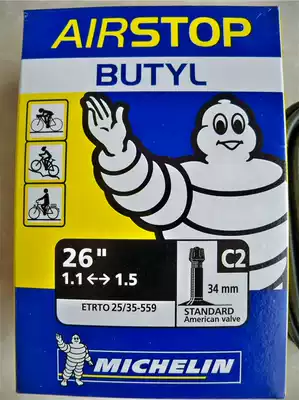 AIRSTOP
BUTYL
26"
1.1 <-> 1.5
ETRTO 25/35-559
C2
34 mm
STANDARD
American valve
MICHELIN